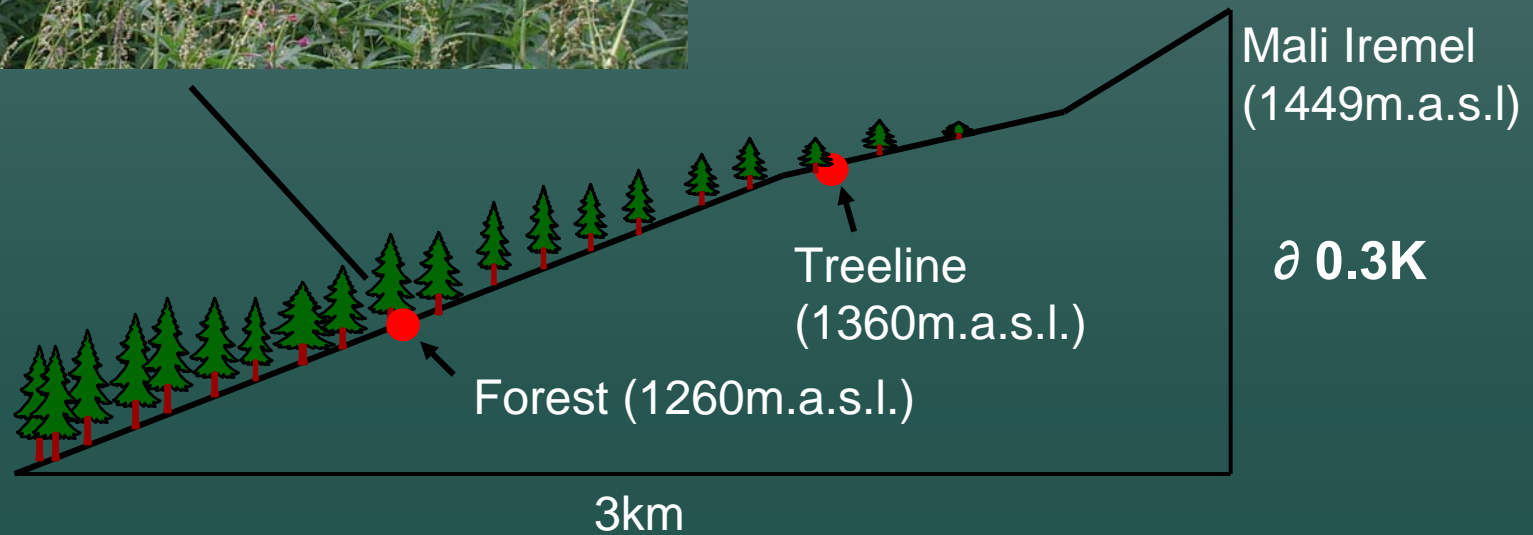 Mali Iremel
(1449m.a.s.l)
∂ 0.3K
Treeline
(1360m.a.s.l.)
Forest (1260m.a.s.l.)
3km